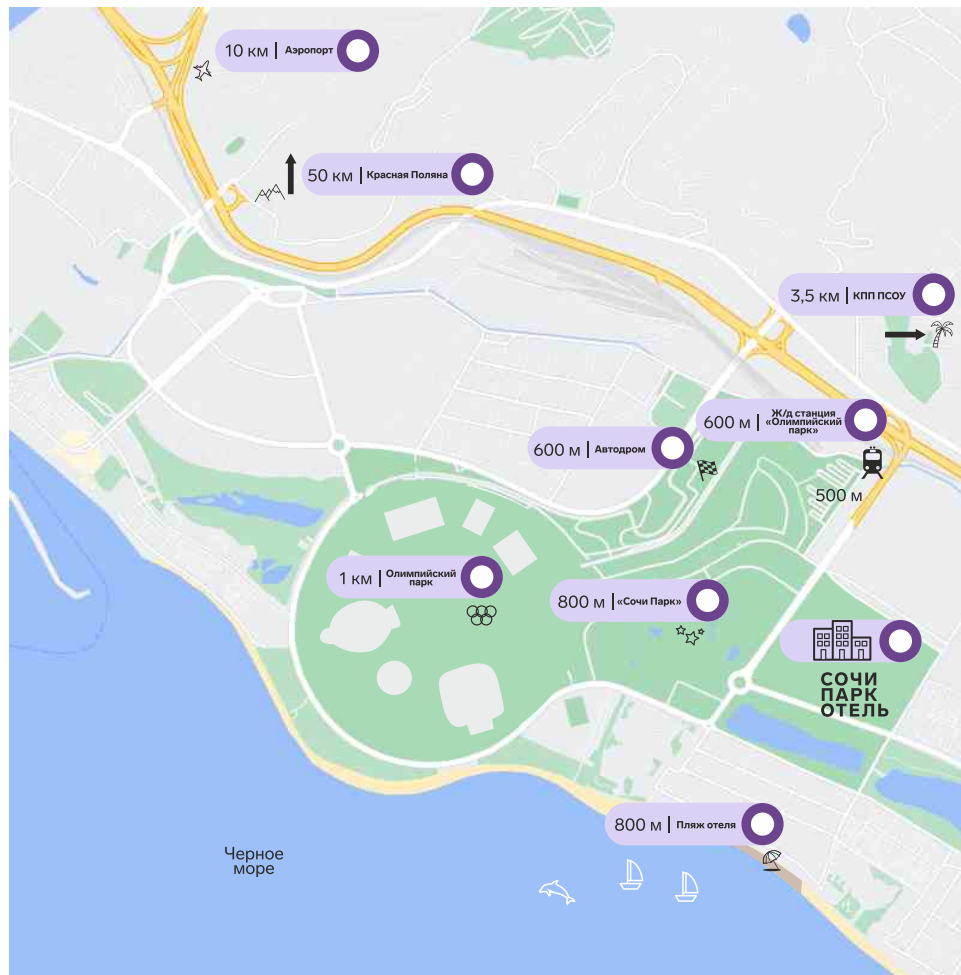 10 км | Аэропорт
50 км | Красная Поляна
3,5 км | КПП ПСОУ
600 м | Ж/д станция
«Олимпийский
парк»
600 м | Автодром
500 м
1 км | Олимпийский
парк
800 м | «Сочи Парк»
СОЧИ
ПАРК
ОТЕЛЬ
800 м | Пляж отеля
Черное
море